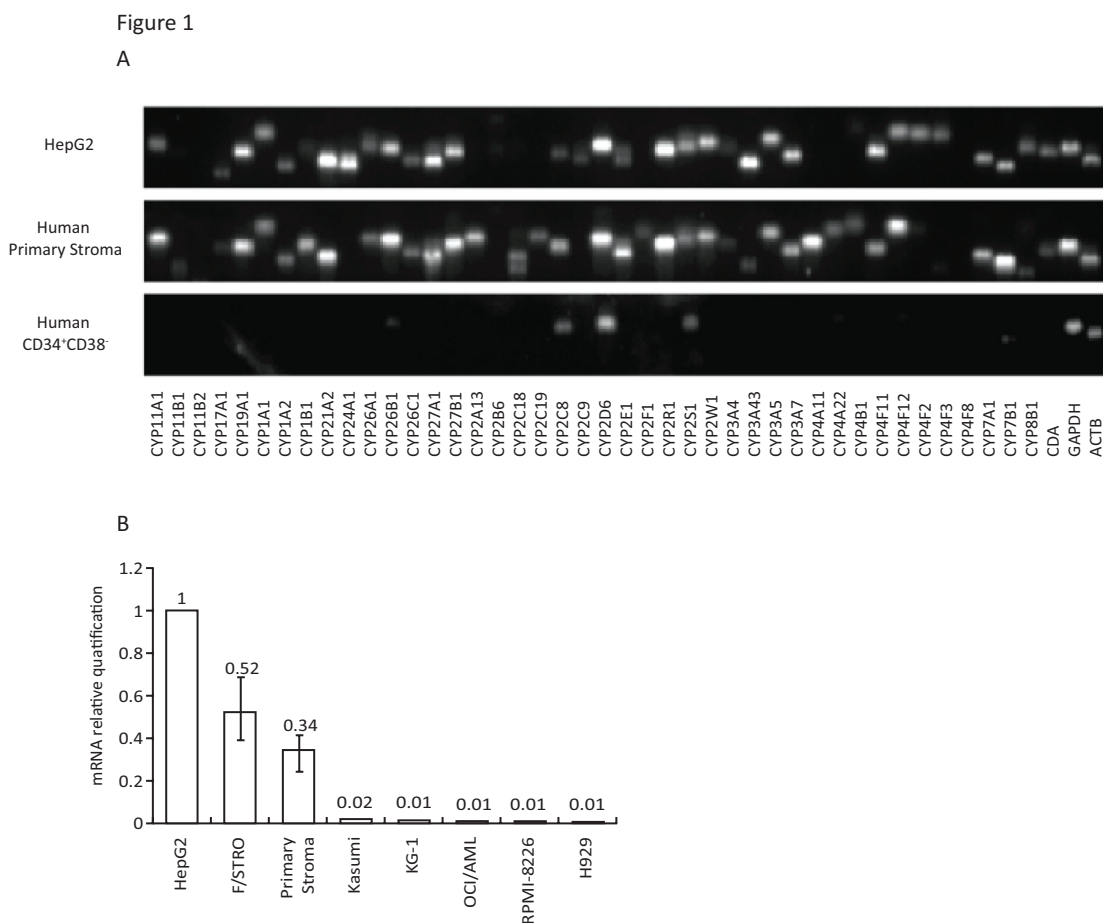 Figure 1
A
HepG2
Human
Primary Stroma
Human
CD34⁺CD38⁻
CYP11A1
CYP11B1
CYP11B2
CYP17A1
CYP19A1
CYP1A1
CYP1A2
CYP1B1
CYP21A2
CYP24A1
CYP26A1
CYP26B1
CYP26C1
CYP27A1
CYP27B1
CYP2A13
CYP2B6
CYP2C18
CYP2C19
CYP2C8
CYP2C9
CYP2D6
CYP2E1
CYP2F1
CYP2R1
CYP2S1
CYP2W1
CYP3A4
CYP3A43
CYP3A5
CYP3A7
CYP4A11
CYP4A22
CYP4B1
CYP4F11
CYP4F12
CYP4F2
CYP4F3
CYP4F8
CYP7A1
CYP7B1
CYP8B1
CDA
GAPDH
ACTB
B
mRNA relative quatification
1.2
1
0.8
0.6
0.4
0.2
0
1
0.52
0.34
0.02
0.01
0.01
0.01
0.01
HepG2
F/STRO
Primary
Stroma
Kasumi
KG-1
OCI/AML
RPMI-8226
H929